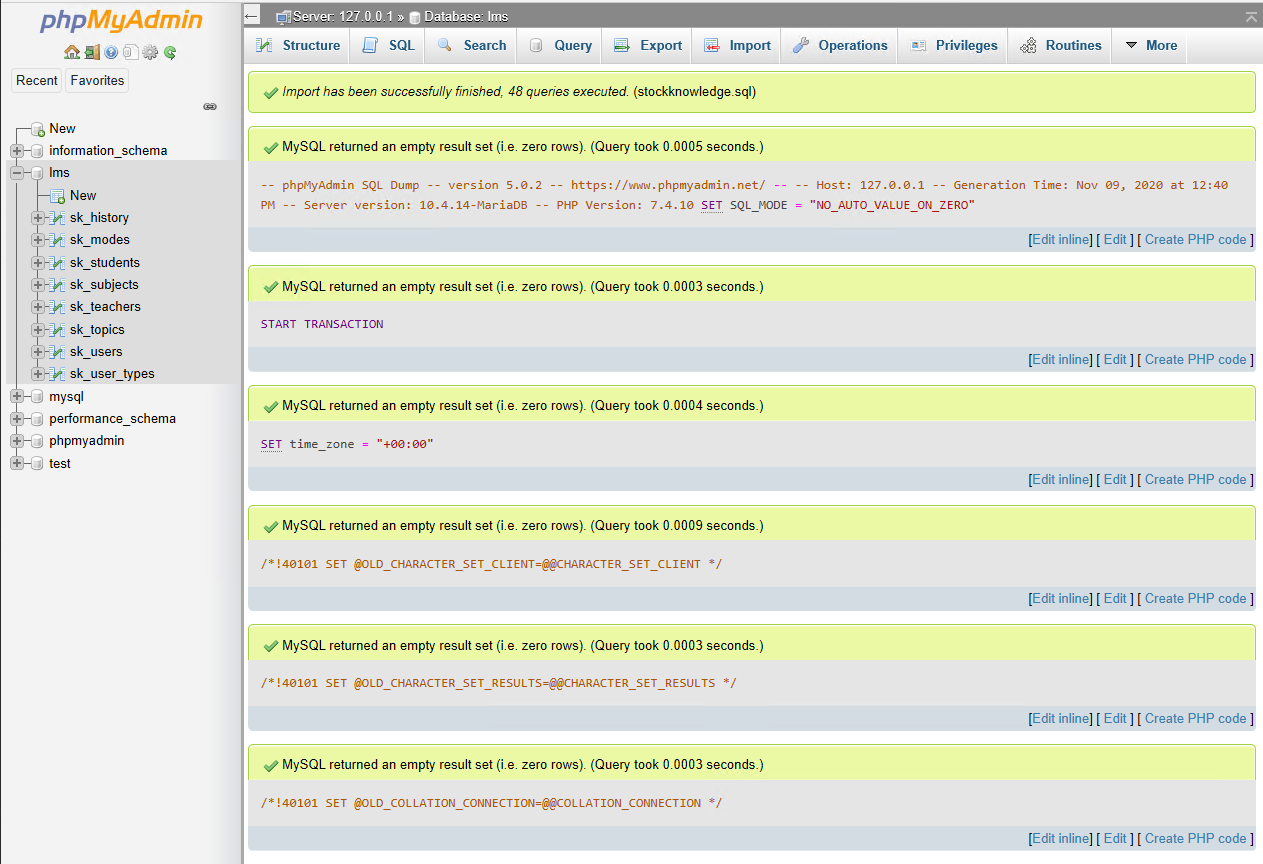 phpMyAdmin
Recent
Favorites
New
information_schema
lms
New
sk_history
sk_modes
sk_students
sk_subjects
sk_teachers
sk_topics
sk_users
sk_user_types
mysql
performance_schema
phpmyadmin
test
Server: 127.0.0.1 » Database: lms
Structure SQL Search Query Export Import Operations Privileges Routines More
Import has been successfully finished, 48 queries executed. (stockknowledge.sql)
MySQL returned an empty result set (i.e. zero rows). (Query took 0.0005 seconds.)
-- phpMyAdmin SQL Dump -- version 5.0.2 -- https://www.phpmyadmin.net/ -- -- Host: 127.0.0.1 -- Generation Time: Nov 09, 2020 at 12:40
PM -- Server version: 10.4.14-MariaDB -- PHP Version: 7.4.10 SET SQL_MODE = "NO_AUTO_VALUE_ON_ZERO"
[Edit inline] [ Edit ] [ Create PHP code ]
MySQL returned an empty result set (i.e. zero rows). (Query took 0.0003 seconds.)
START TRANSACTION
[Edit inline] [ Edit ] [ Create PHP code ]
MySQL returned an empty result set (i.e. zero rows). (Query took 0.0004 seconds.)
SET time_zone = "+00:00"
[Edit inline] [ Edit ] [ Create PHP code ]
MySQL returned an empty result set (i.e. zero rows). (Query took 0.0009 seconds.)
/*!40101 SET @OLD_CHARACTER_SET_CLIENT=@@CHARACTER_SET_CLIENT */
[Edit inline] [ Edit ] [ Create PHP code ]
MySQL returned an empty result set (i.e. zero rows). (Query took 0.0003 seconds.)
/*!40101 SET @OLD_CHARACTER_SET_RESULTS=@@CHARACTER_SET_RESULTS */
[Edit inline] [ Edit ] [ Create PHP code ]
MySQL returned an empty result set (i.e. zero rows). (Query took 0.0003 seconds.)
/*!40101 SET @OLD_COLLATION_CONNECTION=@@COLLATION_CONNECTION */
[Edit inline] [ Edit ] [ Create PHP code ]